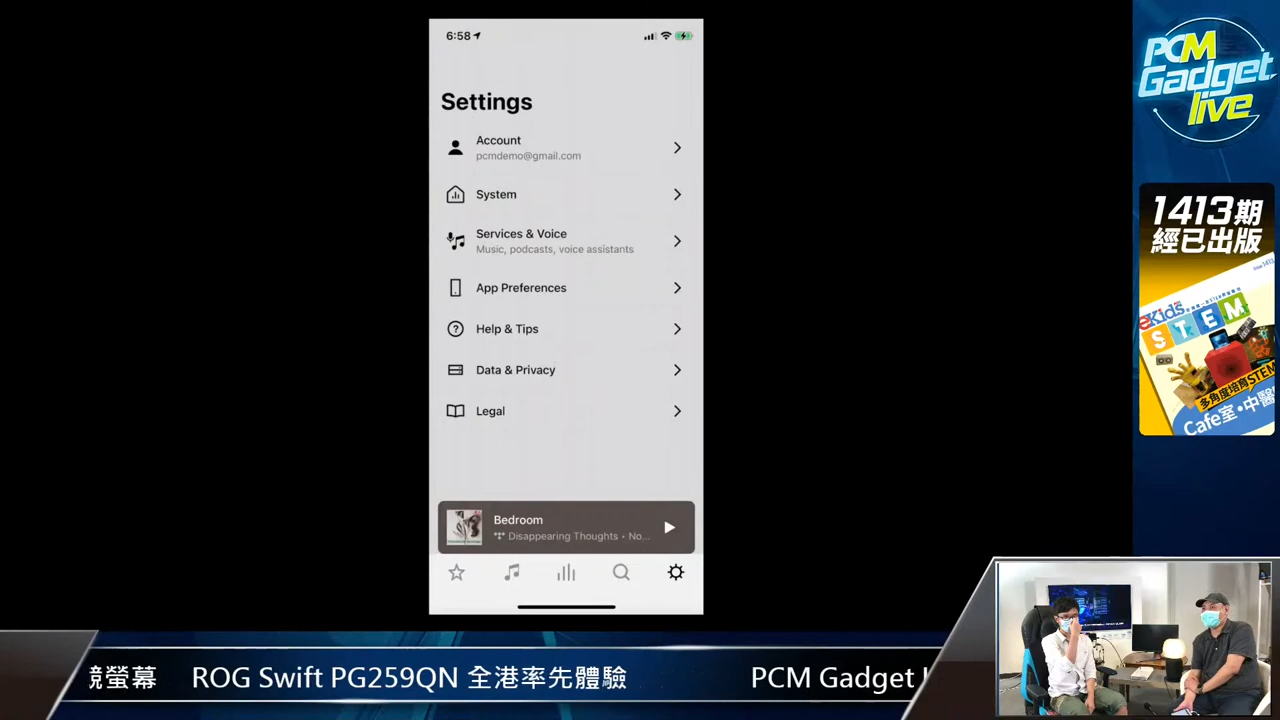 6:58
Settings
Account
pcmdemo@gmail.com
System
Services & Voice
Music, podcasts, voice assistants
App Preferences
Help & Tips
Data & Privacy
Legal
Bedroom
Disappearing Thoughts • No...
PCM
Gadget
live
1413期
經已出版
eKids
STEM
多角度培育STEM
Cafe室•中醫
螢幕 ROG Swift PG259QN 全港率先體驗 PCM Gadget